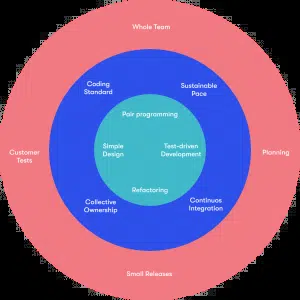 Whole Team
Coding
Standard
Sustainable
Pace
Pair programming
Customer
Tests
Simple
Design
Test-driven
Development
Planning
Refactoring
Collective
Ownership
Continuos
Integration
Small Releases